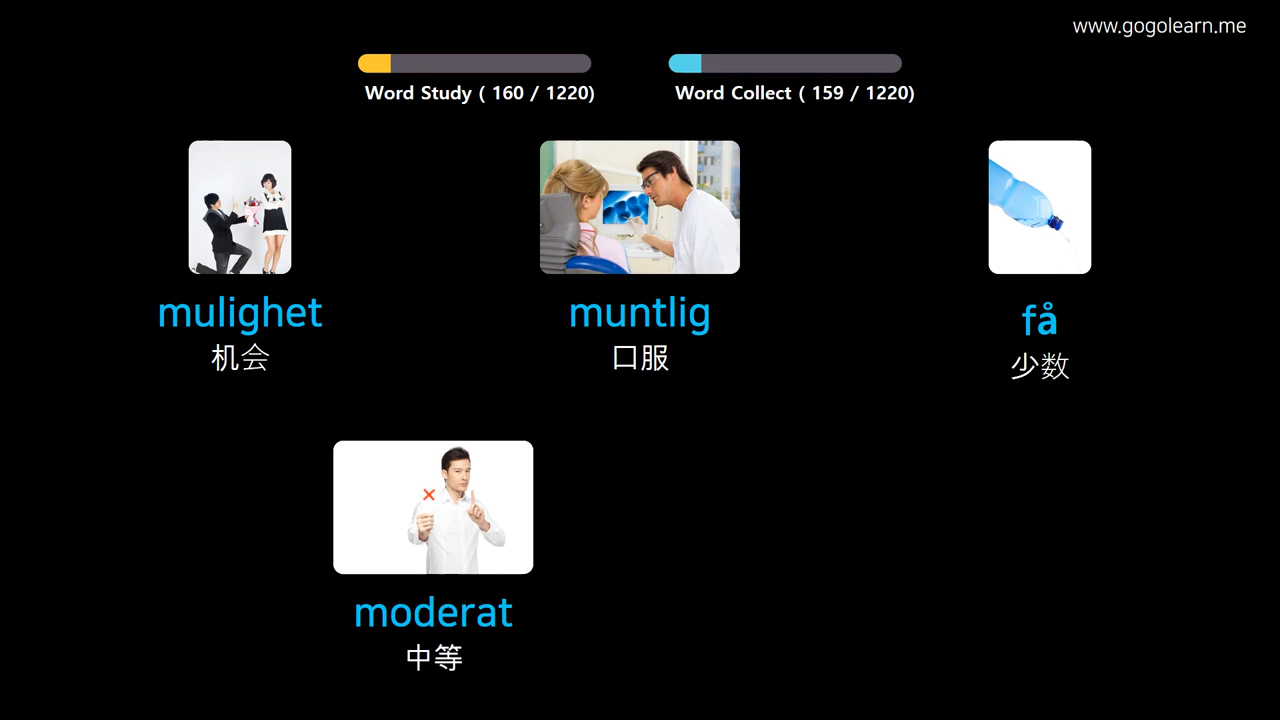 www.gogolearn.me
Word Study ( 160 / 1220)
Word Collect ( 159 / 1220)
mulighet
机会
muntlig
口服
få
少数
moderat
中等